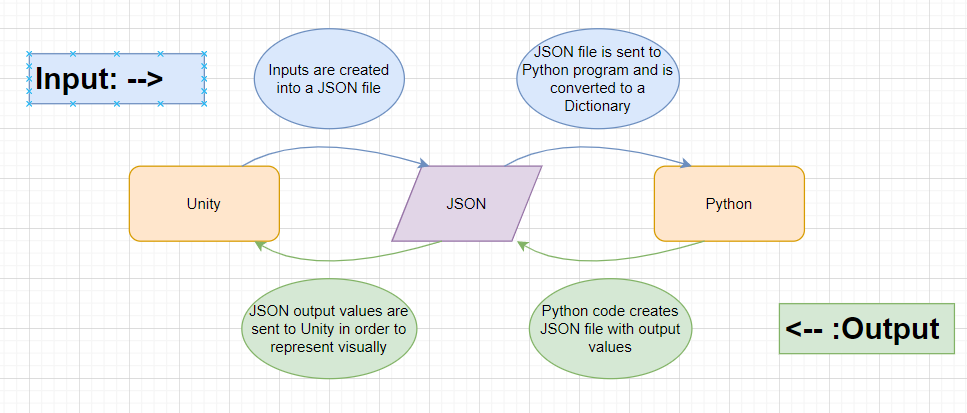 Input: -->
Inputs are created
into a JSON file
JSON file is sent to
Python program and is
converted to a
Dictionary
Unity
JSON
Python
JSON output values are
sent to Unity in order to
represent visually
Python code creates
JSON file with output
values
<-- :Output